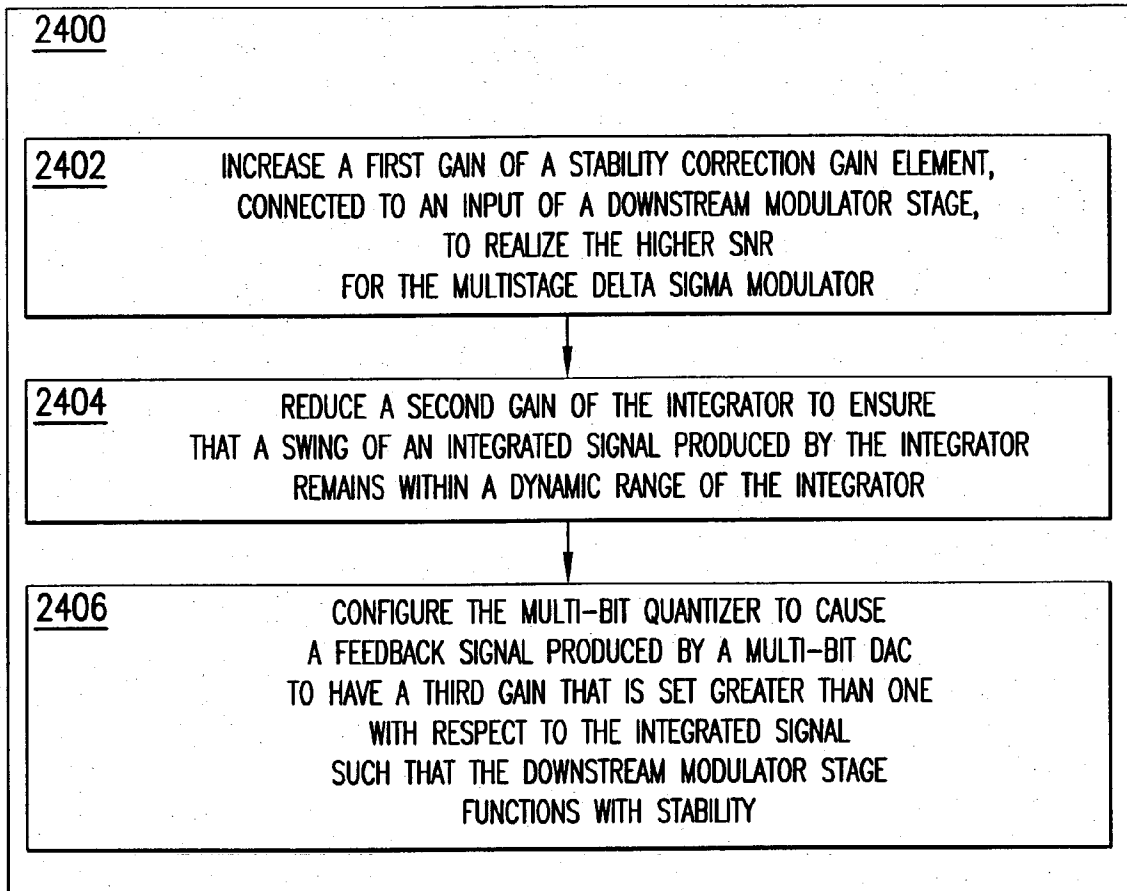 2400
2402
INCREASE A FIRST GAIN OF A STABILITY CORRECTION GAIN ELEMENT,
CONNECTED TO AN INPUT OF A DOWNSTREAM MODULATOR STAGE,
TO REALIZE THE HIGHER SNR
FOR THE MULTISTAGE DELTA SIGMA MODULATOR
2404
REDUCE A SECOND GAIN OF THE INTEGRATOR TO ENSURE
THAT A SWING OF AN INTEGRATED SIGNAL PRODUCED BY THE INTEGRATOR
REMAINS WITHIN A DYNAMIC RANGE OF THE INTEGRATOR
2406
CONFIGURE THE MULTI-BIT QUANTIZER TO CAUSE
A FEEDBACK SIGNAL PRODUCED BY A MULTI-BIT DAC
TO HAVE A THIRD GAIN THAT IS SET GREATER THAN ONE
WITH RESPECT TO THE INTEGRATED SIGNAL
SUCH THAT THE DOWNSTREAM MODULATOR STAGE
FUNCTIONS WITH STABILITY